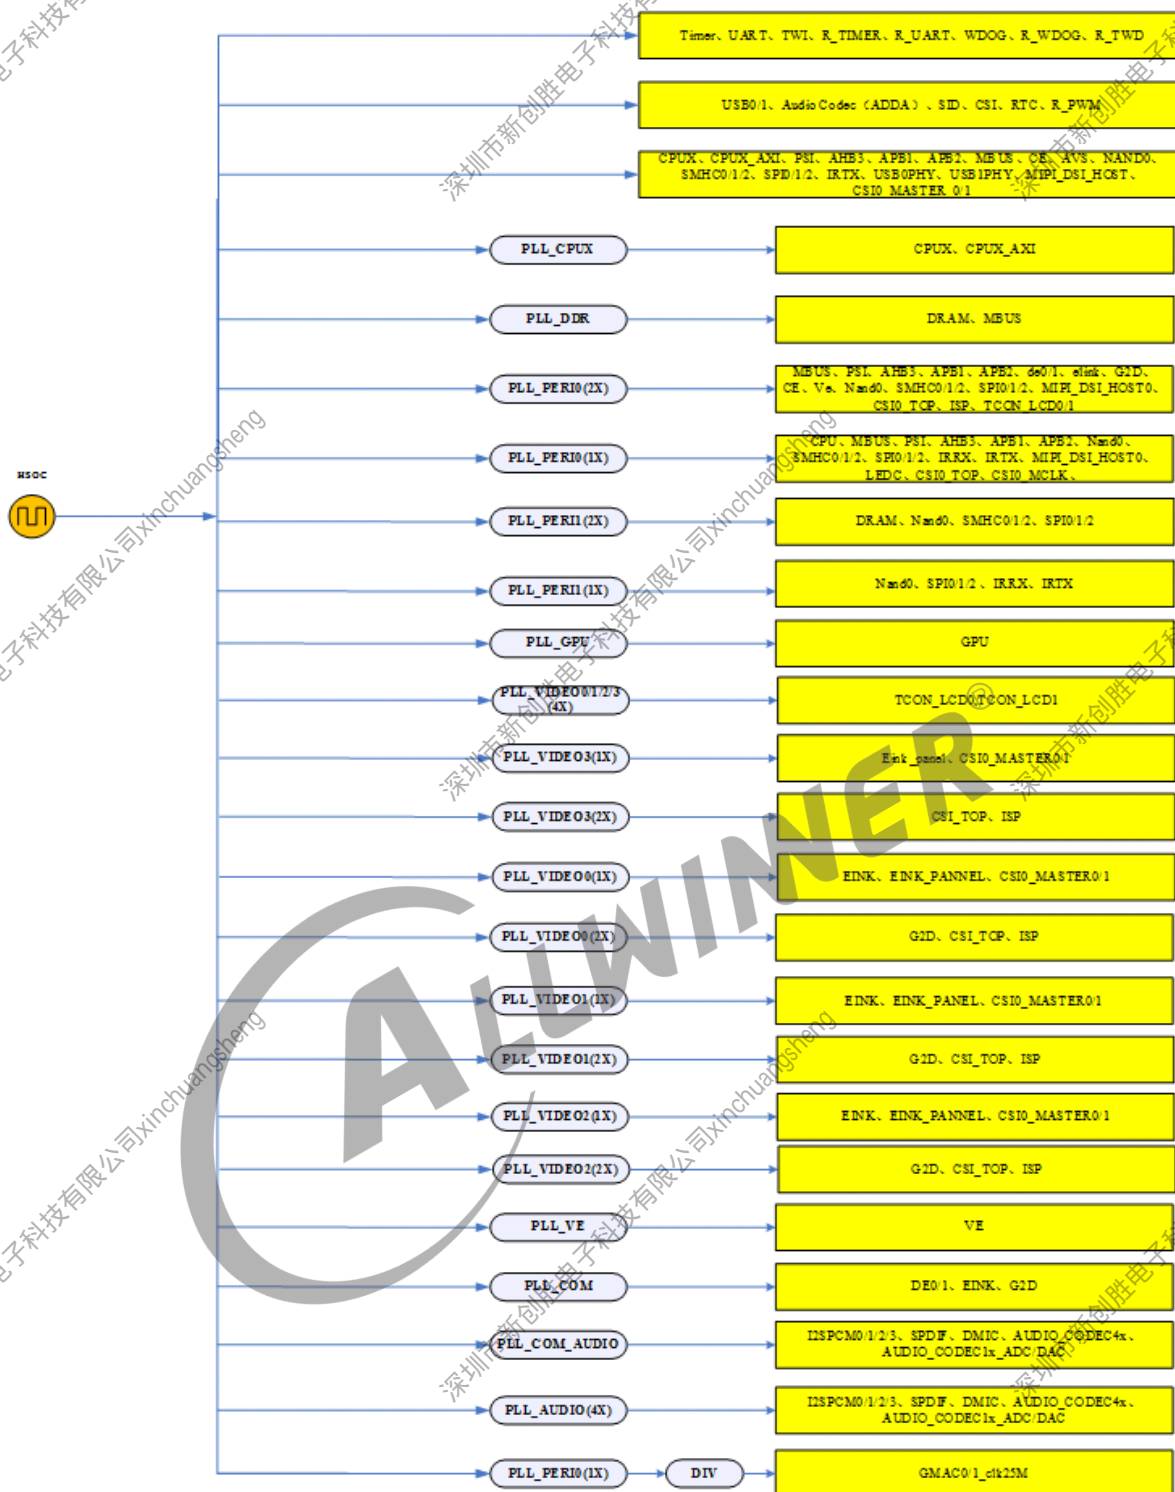 Timer、UART、TWI、R_TIMER、R_UART、WDOG、R_WDOG、R_TWD
USB0/1、Audio Codec（ADDA）、SID、CSI、RTC、R_PWM
CPUX、CPUX_AXI、PSI、AHB3、APB1、APB2、MBUS、CE、AVS、NAND0、
SMHC0/1/2、SPI0/1/2、IRTX、USB0PHY、USB1PHY、MIPI_DSI_HOST、
CSI0_MASTER_0/1
PLL_CPUX
CPUX、CPUX_AXI
PLL_DDR
DRAM、MBUS
PLL_PERI0(2X)
MBUS、PSI、AHB3、APB1、APB2、de0/1、eink、G2D、
CE、Ve、Nand0、SMHC0/1/2、SPI0/1/2、MIPI_DSI_HOST0、
CSI0_TOP、ISP、TCON_LCD0/1
PLL_PERI0(1X)
CPU、MBUS、PSI、AHB3、APB1、APB2、Nand0、
SMHC0/1/2、SPI0/1/2、IRRX、IRTX、MIPI_DSI_HOST0、
LEDC、CSI0_TOP、CSI0_MCLK、
HSOC
PLL_PERI1(2X)
DRAM、Nand0、SMHC0/1/2、SPI0/1/2
PLL_PERI1(1X)
Nand0、SPI0/1/2 、IRRX、IRTX
PLL_GPU
GPU
PLL_VIDEO0/1/2/3
(4X)
TCON_LCD0/TCON_LCD1
PLL_VIDEO3(1X)
Eink_panel、CSI0_MASTER0/1
PLL_VIDEO3(2X)
CSI_TOP、ISP
PLL_VIDEO0(1X)
EINK、EINK_PANNEL、CSI0_MASTER0/1
PLL_VIDEO0(2X)
G2D、CSI_TOP、ISP
PLL_VIDEO1(1X)
EINK、EINK_PANEL、CSI0_MASTER0/1
PLL_VIDEO1(2X)
G2D、CSI_TOP、ISP
PLL_VIDEO2(1X)
EINK、EINK_PANNEL、CSI0_MASTER0/1
PLL_VIDEO2(2X)
G2D、CSI_TOP、ISP
PLL_VE
VE
PLL_COM
DE0/1、EINK、G2D
PLL_COM_AUDIO
I2SPCM0/1/2/3、SPDIF、DMIC、AUDIO_CODEC4x、
AUDIO_CODEC1x_ADC/DAC
PLL_AUDIO(4X)
I2SPCM0/1/2/3、SPDIF、DMIC、AUDIO_CODEC4x、
AUDIO_CODEC1x_ADC/DAC
PLL_PERI0(1X)
DIV
GMAC0/1_clk25M
ALLWINNER®
深圳市新创胜电子科技有限公司xinchuangsheng